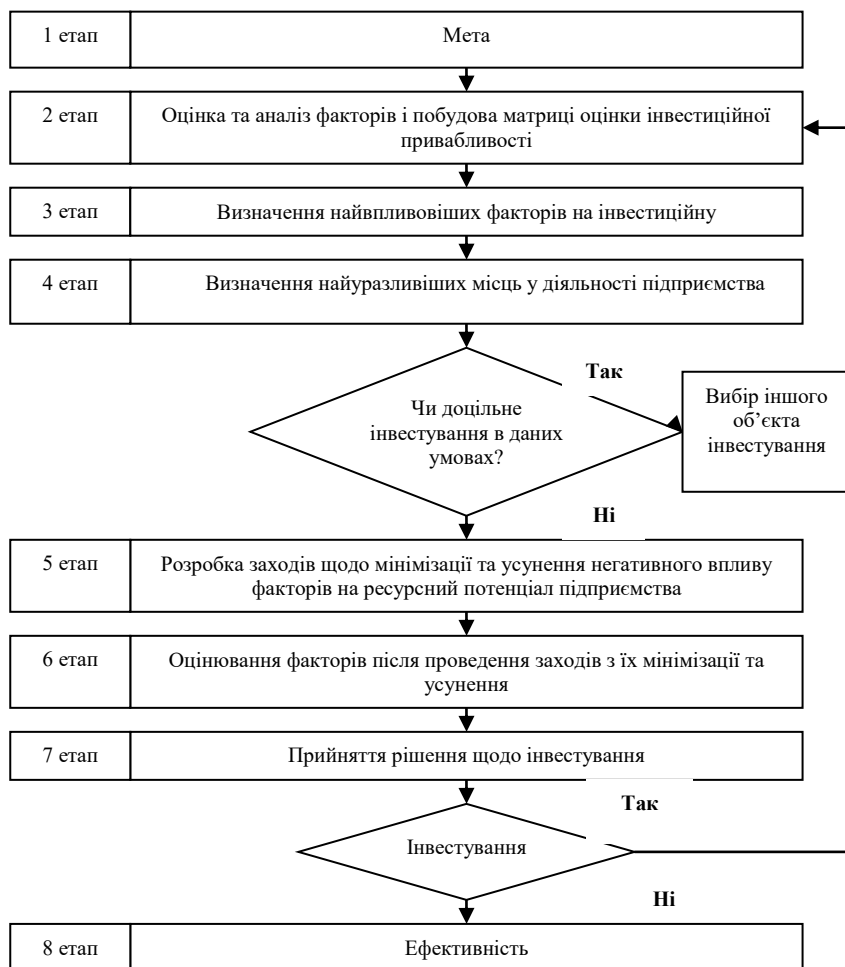 1 етап
Мета
2 етап
Оцінка та аналіз факторів і побудова матриці оцінки інвестиційної
привабливості
3 етап
Визначення найвпливовіших факторів на інвестиційну
4 етап
Визначення найуразливіших місць у діяльності підприємства
Так
Чи доцільне
інвестування в даних
умовах?
Вибір іншого
об’єкта
інвестування
Ні
5 етап
Розробка заходів щодо мінімізації та усунення негативного впливу
факторів на ресурсний потенціал підприємства
6 етап
Оцінювання факторів після проведення заходів з їх мінімізації та
усунення
7 етап
Прийняття рішення щодо інвестування
Так
Інвестування
Ні
8 етап
Ефективність